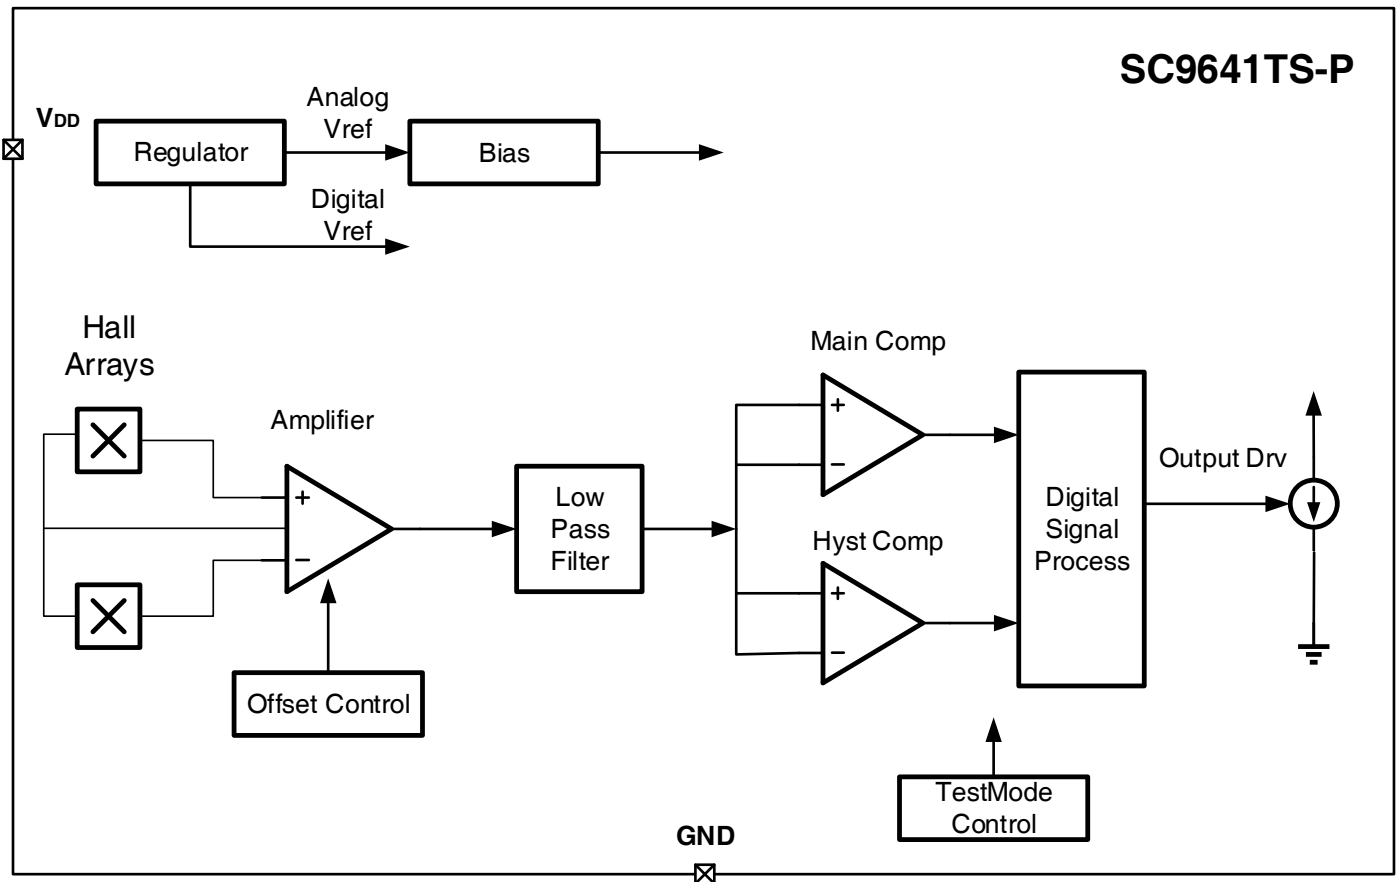 SC9641TS-P
VDD
Analog
Vref
Regulator
Bias
Digital
Vref
Hall
Arrays
Amplifier
+
−
Offset Control
Low
Pass
Filter
Main Comp
+
−
Hyst Comp
+
−
Digital
Signal
Process
Output Drv
TestMode
Control
GND